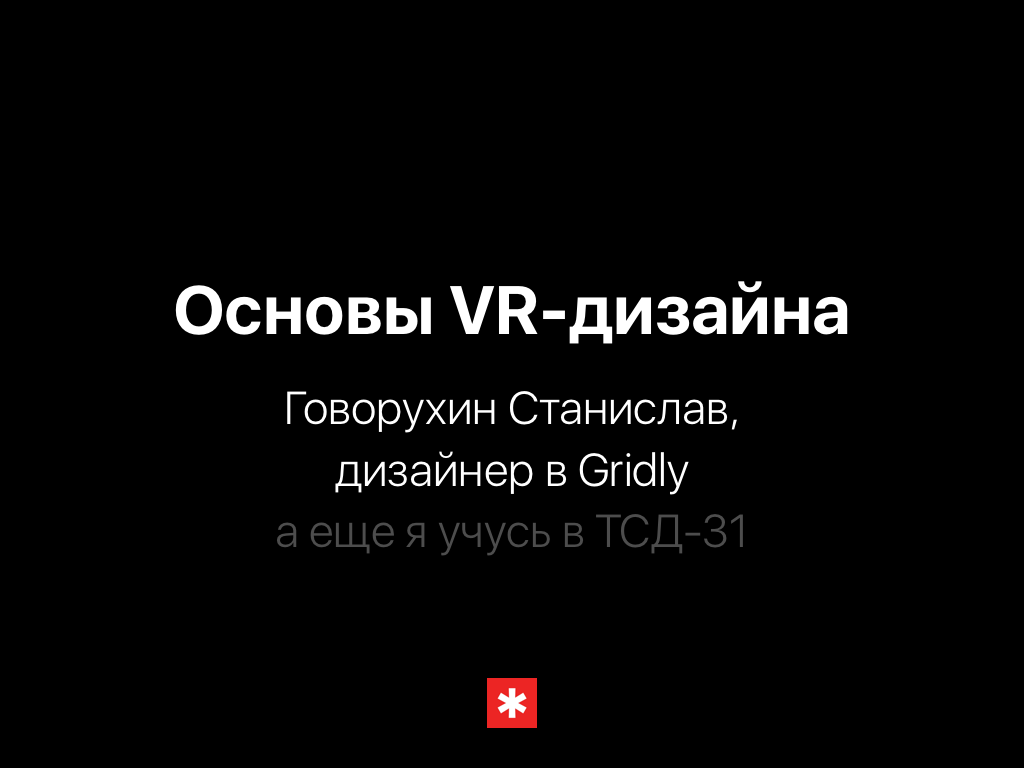 Основы VR-дизайна
Говорухин Станислав,
дизайнер в Gridly
а еще я учусь в ТСД-31